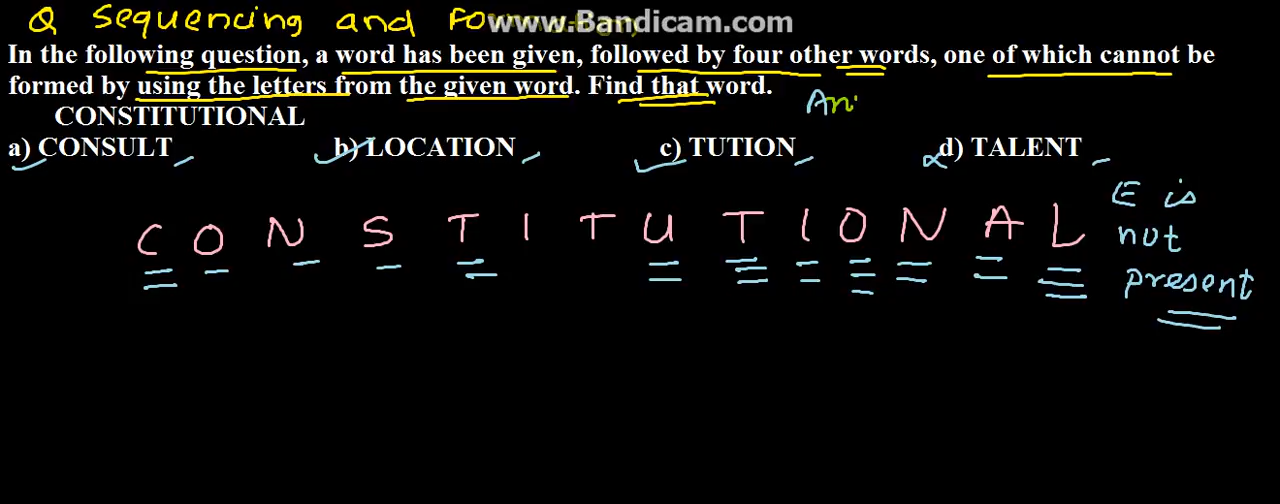 Q Sequencing and
www.Bandicam.com
In the following question, a word has been given, followed by four other words, one of which cannot be
formed by using the letters from the given word. Find that word.
CONSTITUTIONAL
An
a) CONSULT b) LOCATION c) TUTION d) TALENT
C O N S T I T U T I O N A L
E is
not
present